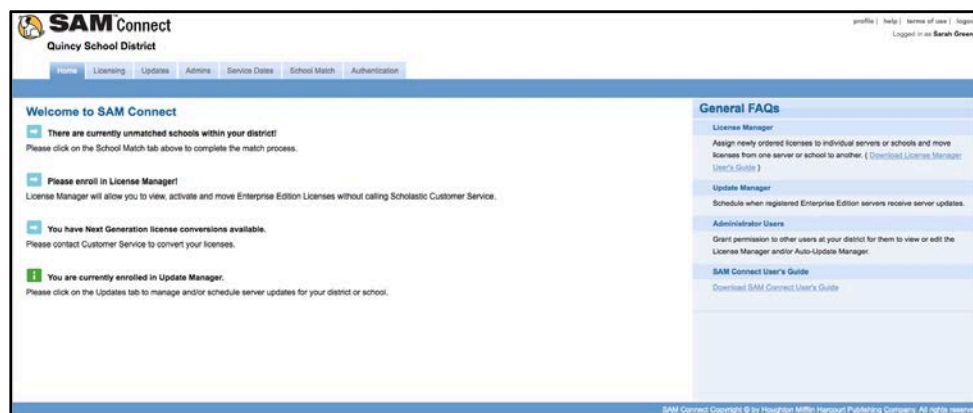 SAM Connect
profile | help | terms of use |
Logged in as Sarah Green
Quincy School District
Home Licensing Updates Admins Service Dates School Match Authentication
Welcome to SAM Connect
There are currently unmatched schools within your district!
Please click on the School Match tab above to complete the match process.
Please enroll in License Manager!
License Manager will allow you to view, activate and move Enterprise Edition Licenses without calling Scholastic Customer Service.
You have Next Generation license conversions available.
Please contact Customer Service to convert your licenses.
You are currently enrolled in Update Manager.
Please click on the Updates tab to manage and/or schedule server updates for your district or school.
General FAQs
License Manager
Assign newly ordered licenses to individual servers or schools and move
licenses from one server or school to another. ( Download License Manager
User's Guide )
Update Manager
Schedule when registered Enterprise Edition servers receive server updates.
Administrator Users
Grant permission to other users at your district for them to view or edit the
License Manager and/or Auto-Update Manager.
SAM Connect User's Guide
Download SAM Connect User's Guide
SAM Connect Copyright © by Houghton Mifflin Harcourt Publishing Company. All rights